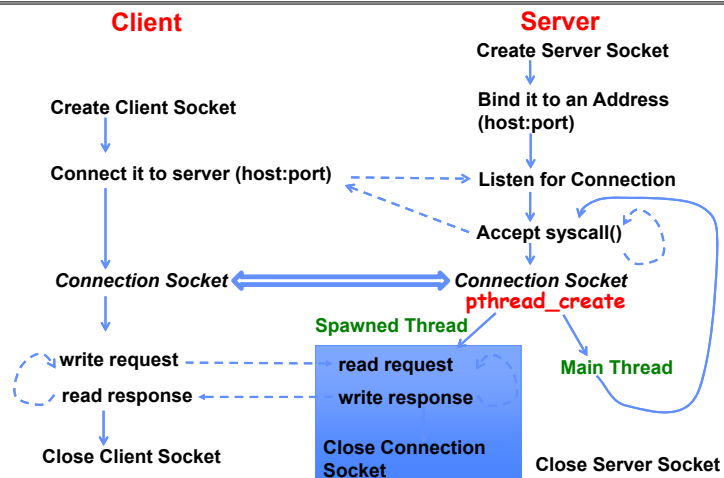 Client
Server
Create Server Socket
Create Client Socket
Bind it to an Address
(host:port)
Connect it to server (host:port)
Listen for Connection
Accept syscall()
Connection Socket
Connection Socket
pthread_create
Spawned Thread
write request
read request
Main Thread
read response
write response
Close Client Socket
Close Connection
Socket
Close Server Socket